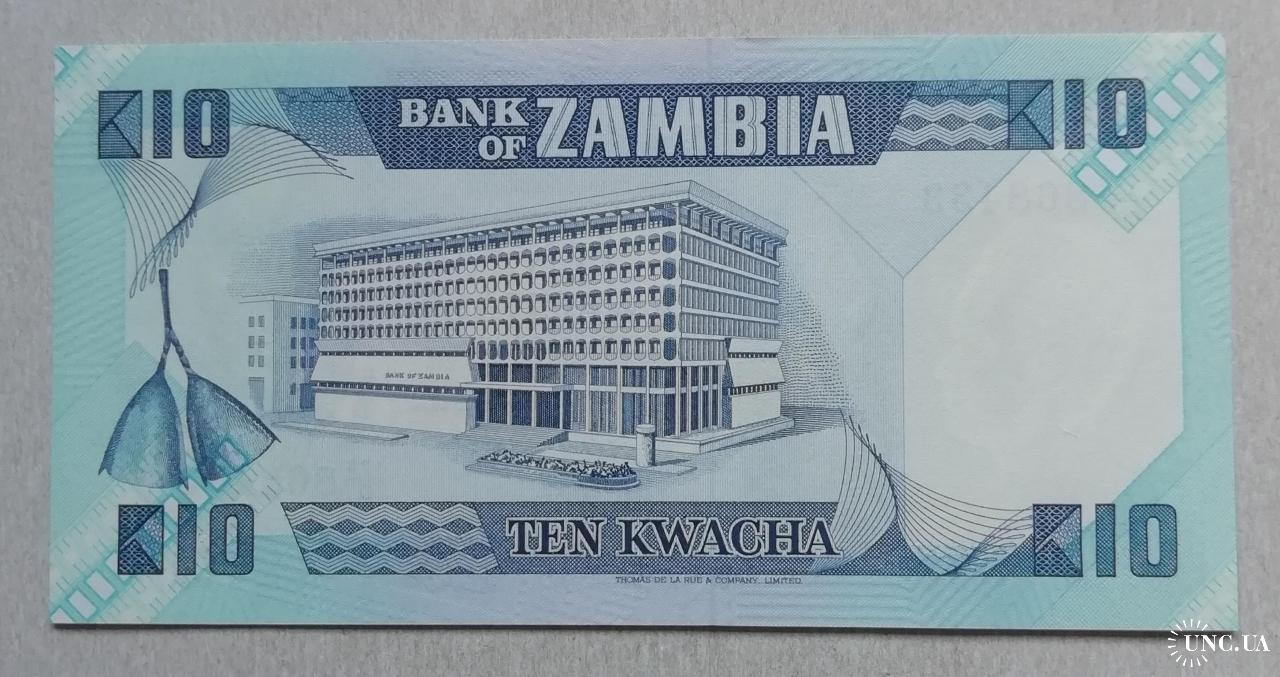 K10
BANK OF ZAMBIA
K10
BANK OF ZAMBIA
K10
TEN KWACHA
K10
THOMAS DE LA RUE & COMPANY, LIMITED.
UNC.UA